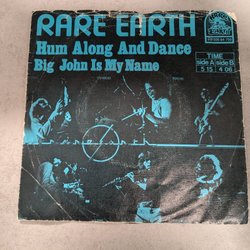 RARE EARTH
Hum Along And Dance
Big John Is My Name
TIME
side A side B
5 15 4 06